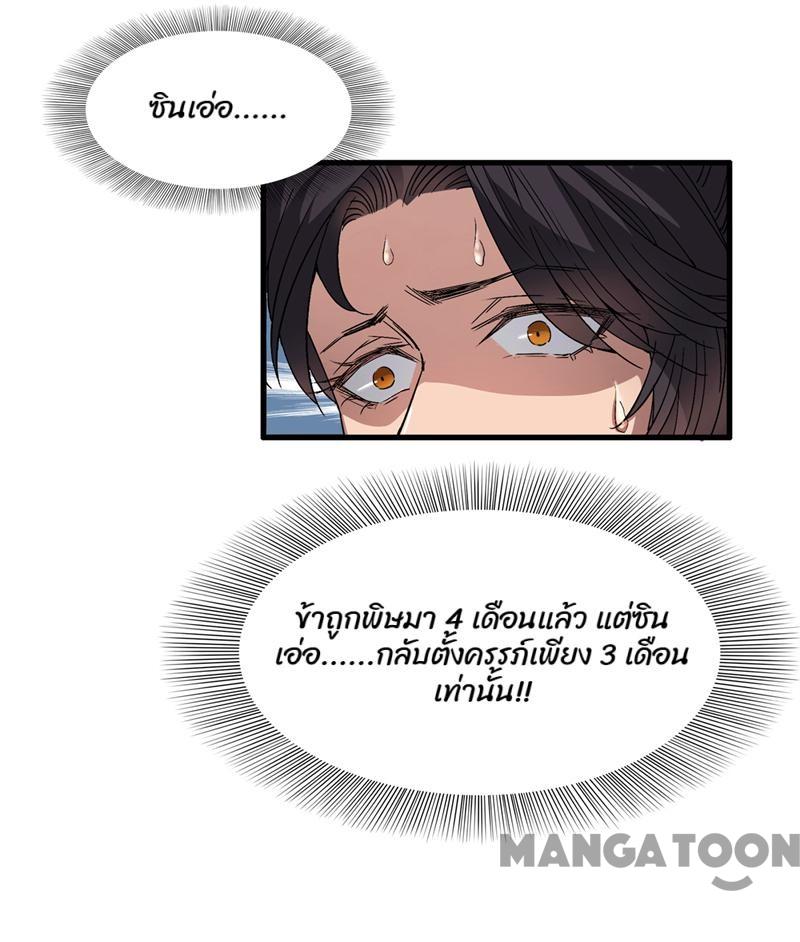 ซินเอ๋อ......
ข้าถูกพิษมา 4 เดือนแล้ว แต่ซิน
เอ๋อ......กลับตั้งครรภ์เพียง 3 เดือน
เท่านั้น!!
MANGATOON